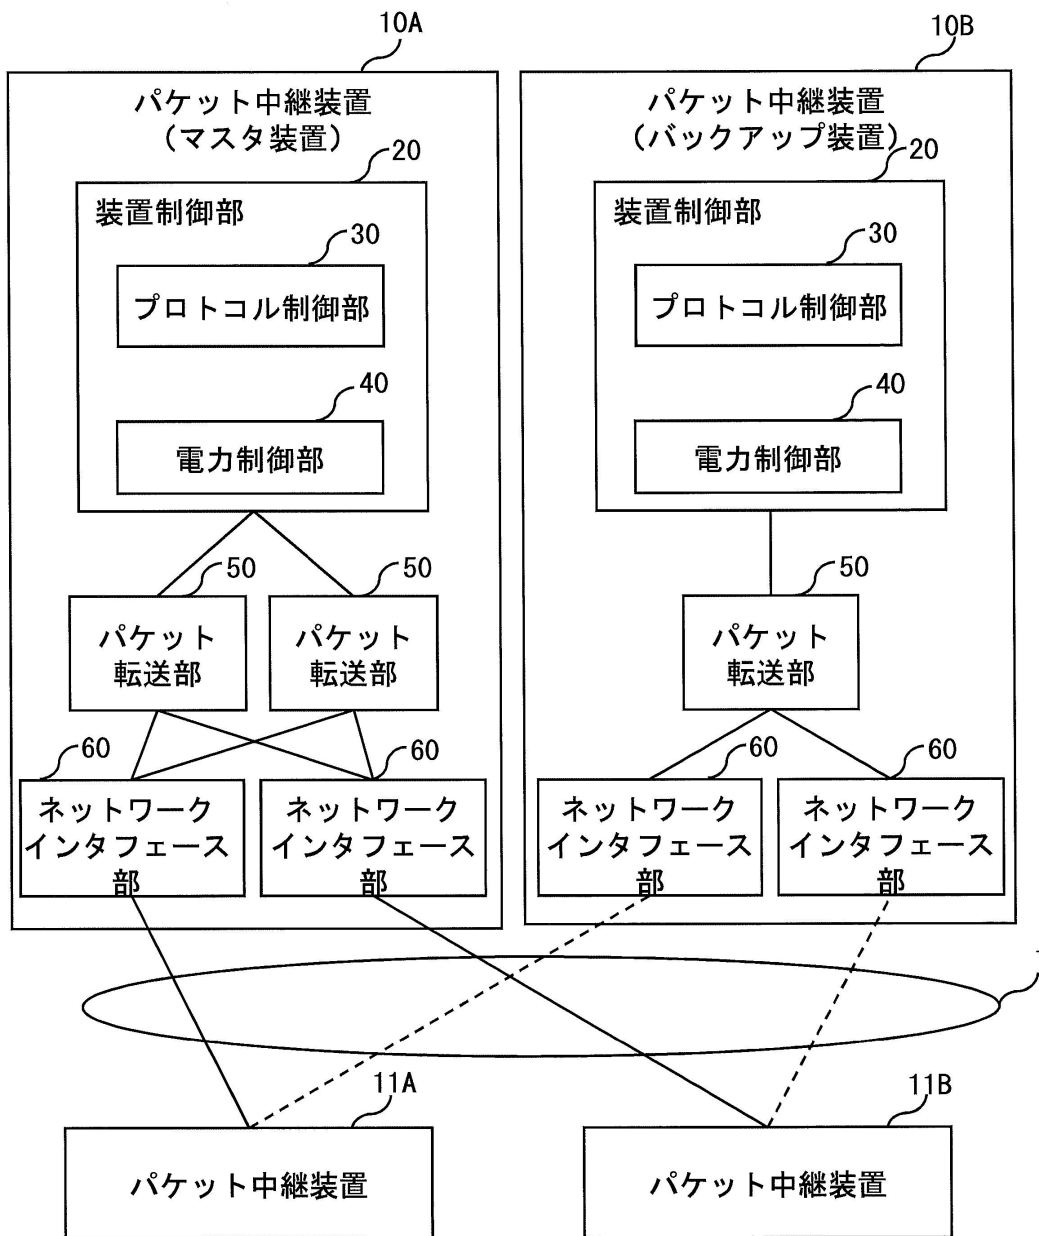 10A
10B
パケット中継装置
(マスタ装置)
パケット中継装置
(バックアップ装置)
20
20
装置制御部
装置制御部
30
30
プロトコル制御部
プロトコル制御部
40
40
電力制御部
電力制御部
50
50
50
パケット
転送部
パケット
転送部
パケット
転送部
60
60
60
60
ネットワーク
インタフェース
部
ネットワーク
インタフェース
部
ネットワーク
インタフェース
部
ネットワーク
インタフェース
部
11A
11B
パケット中継装置
パケット中継装置